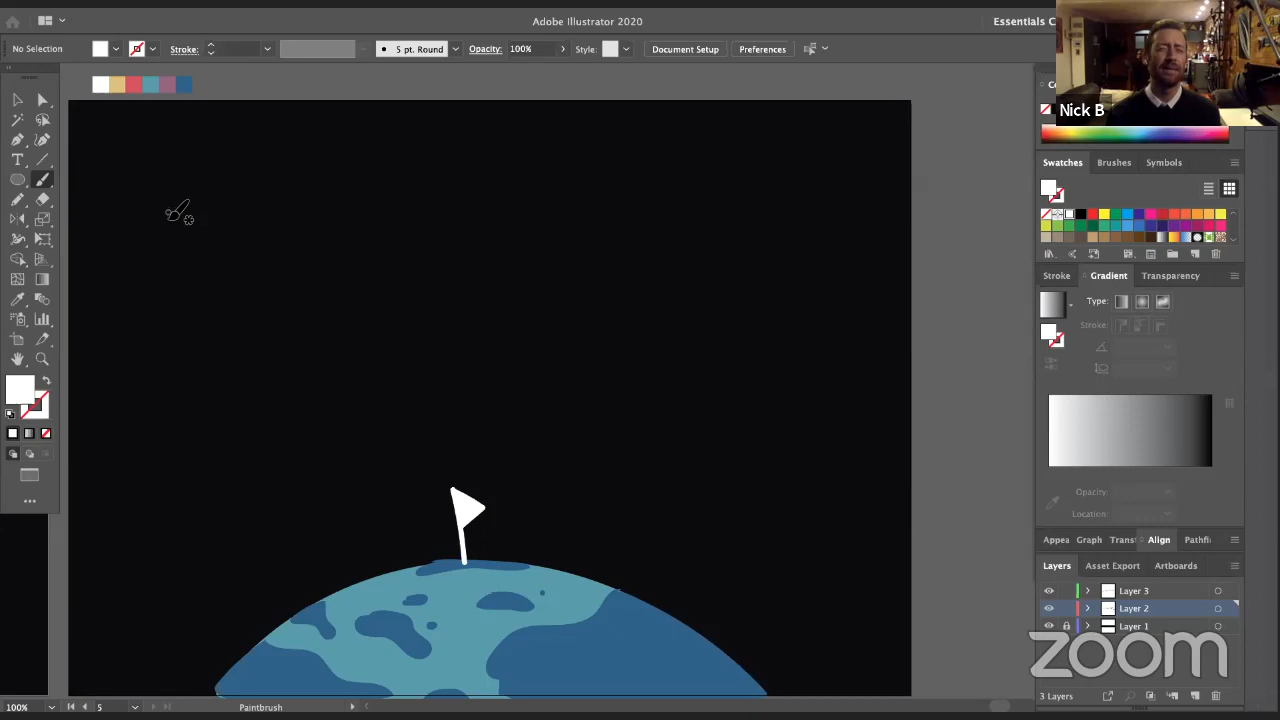 Adobe Illustrator 2020
Essentials C
No Selection
Stroke:
5 pt. Round
Opacity:
100%
Style:
Document Setup
Preferences
Nick B
Swatches
Brushes
Symbols
Stroke
Gradient
Transparency
Type:
Stroke:
Opacity:
Location:
Appea
Graph
Transf
Align
Pathfi
Layers
Asset Export
Artboards
Layer 3
Layer 2
Layer 1
zoom
3 Layers
100%
5
Paintbrush